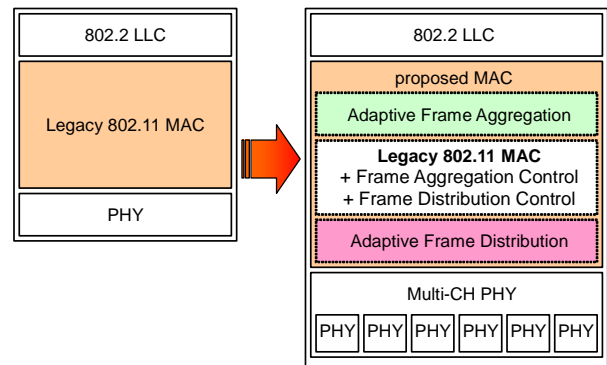 802.2 LLC
Legacy 802.11 MAC
PHY
802.2 LLC
proposed MAC
Adaptive Frame Aggregation
Legacy 802.11 MAC
+ Frame Aggregation Control
+ Frame Distribution Control
Adaptive Frame Distribution
Multi-CH PHY
PHY PHY PHY PHY PHY PHY